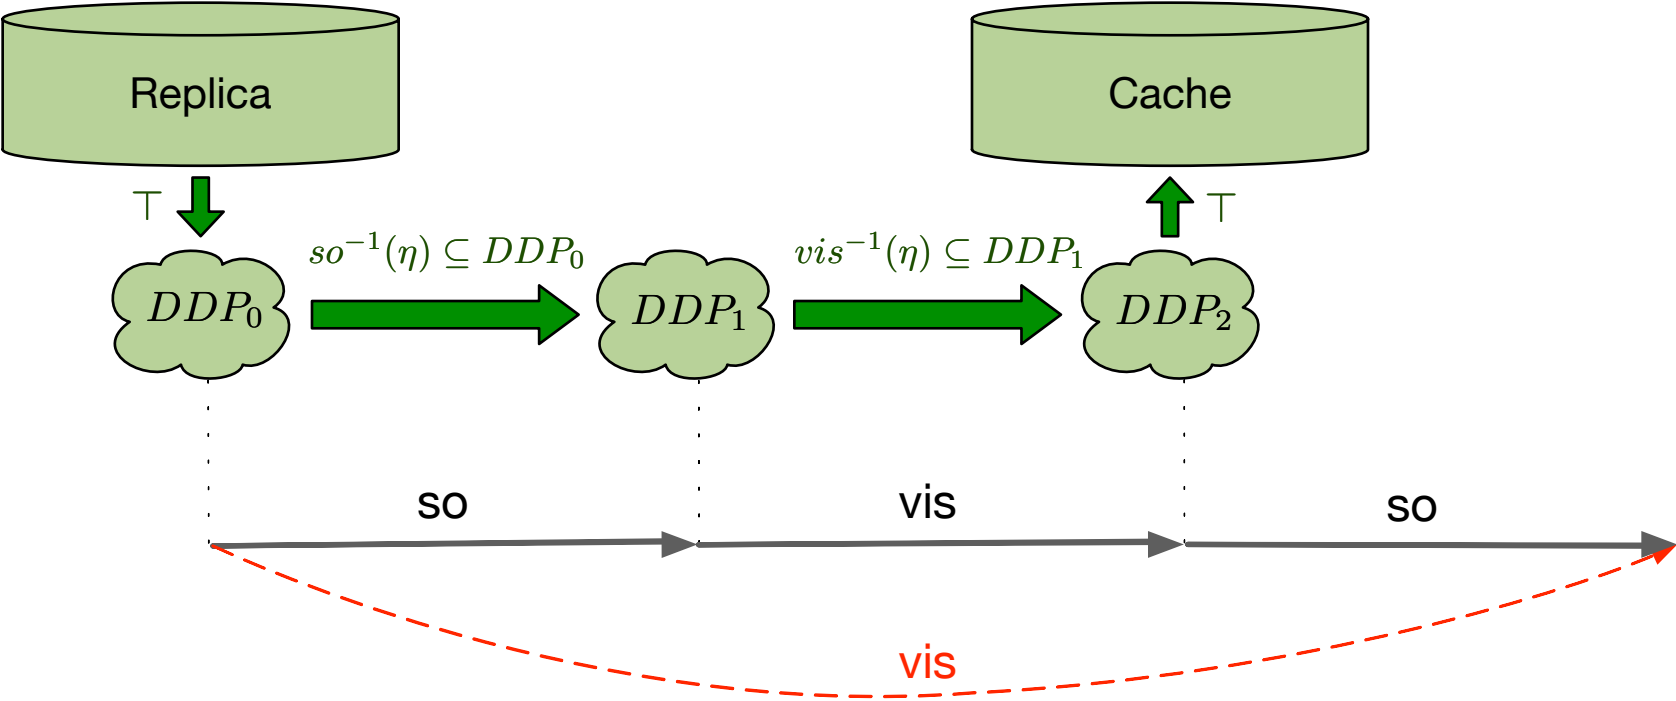 Replica
Cache
⊤
⊤
so⁻¹(η) ⊆ DDP₀
vis⁻¹(η) ⊆ DDP₁
DDP₀
DDP₁
DDP₂
so
vis
so
vis